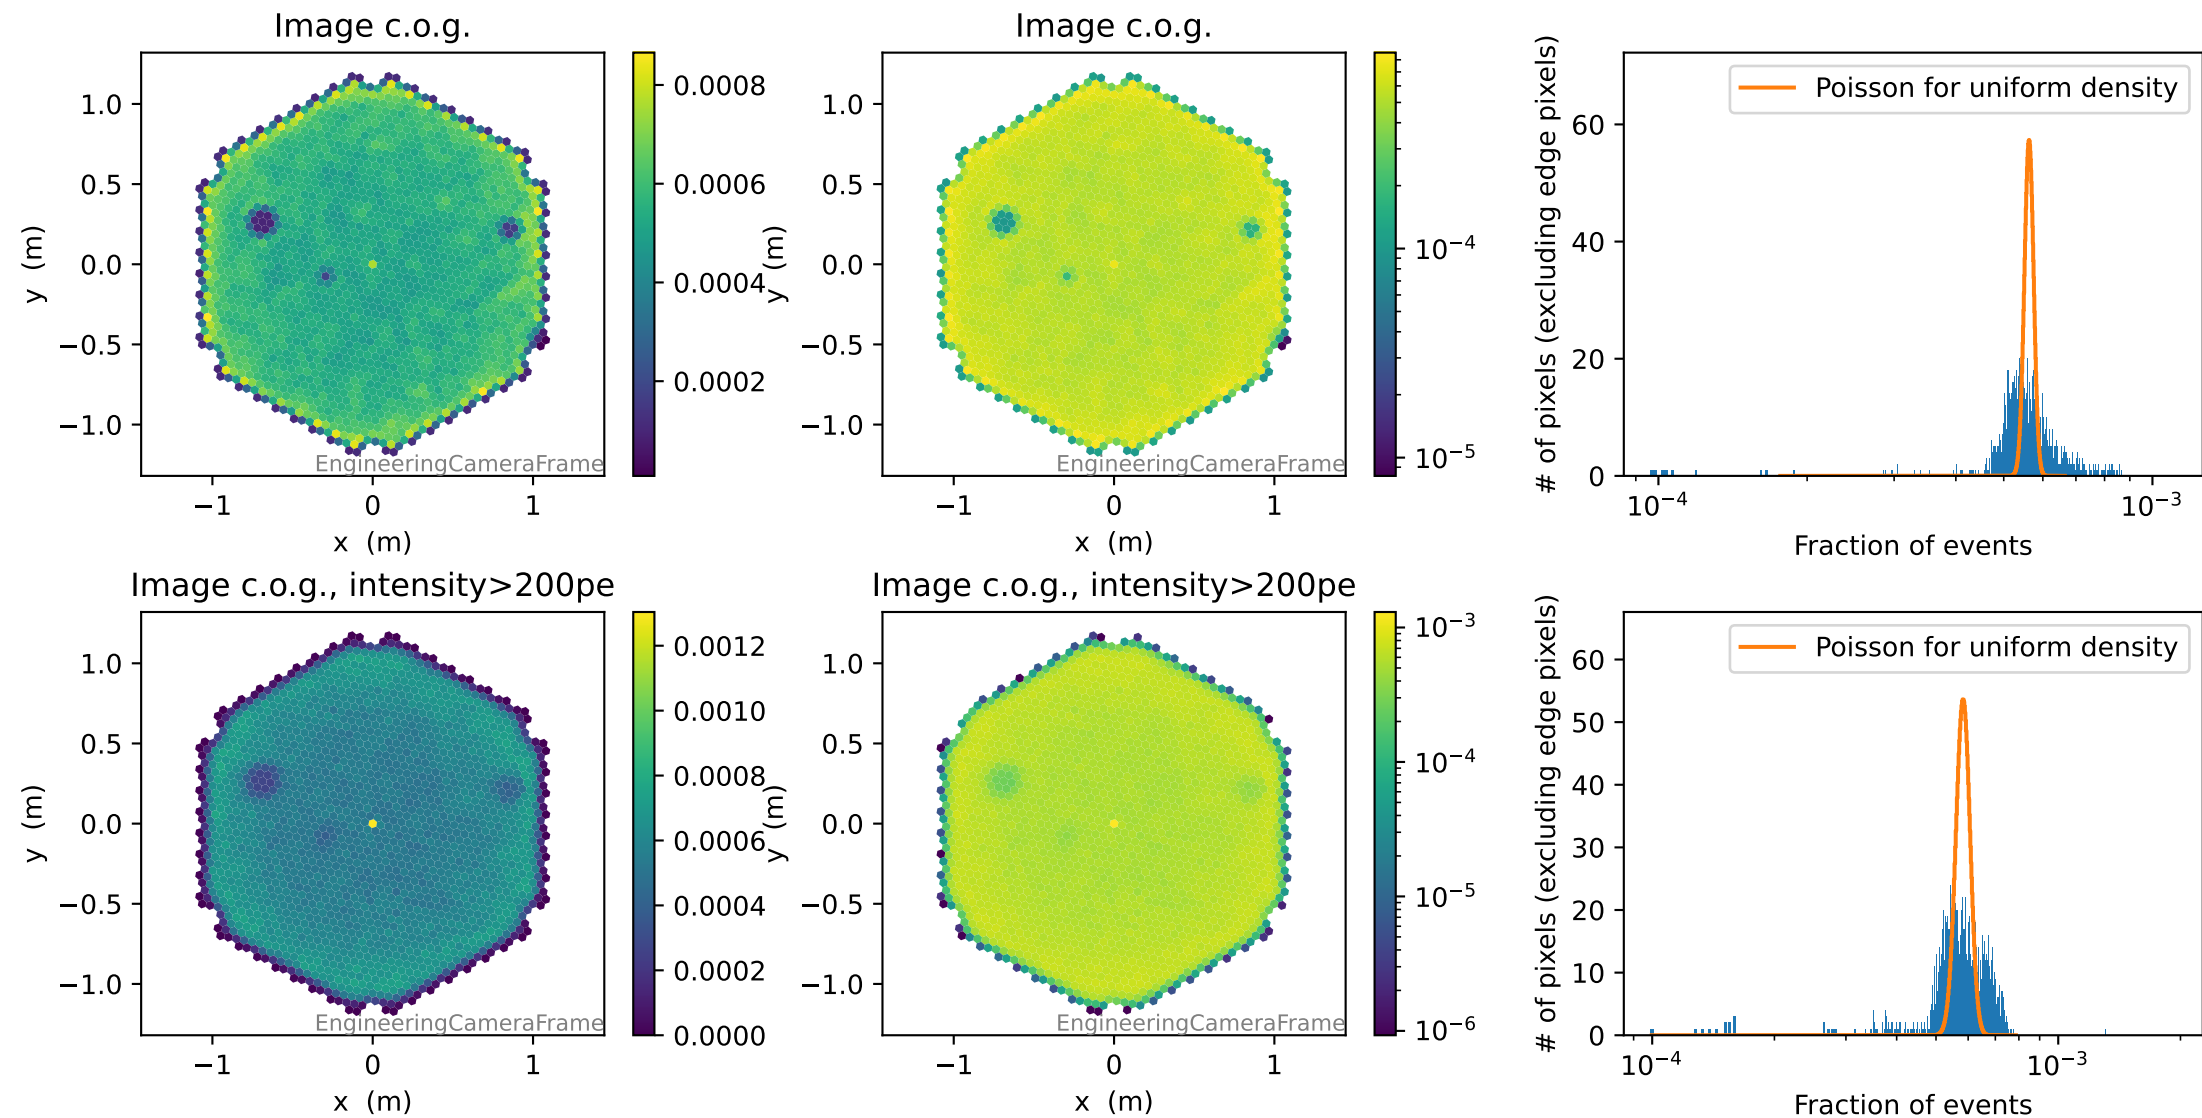 Image c.o.g.
1.0
0.5
0.0
−0.5
−1.0
y (m)
−1
0
1
x (m)
EngineeringCameraFrame
0.0008
0.0006
0.0004
0.0002
Image c.o.g.
y (m)
1.0
0.5
0.0
−0.5
−1.0
−1
0
1
x (m)
EngineeringCameraFrame
10⁻⁴
10⁻⁵
# of pixels (excluding edge pixels)
60
40
20
0
Poisson for uniform density
10⁻⁴
10⁻³
Fraction of events
Image c.o.g., intensity>200pe
1.0
0.5
0.0
−0.5
−1.0
y (m)
−1
0
1
x (m)
EngineeringCameraFrame
0.0012
0.0010
0.0008
0.0006
0.0004
0.0002
0.0000
Image c.o.g., intensity>200pe
y (m)
1.0
0.5
0.0
−0.5
−1.0
−1
0
1
x (m)
EngineeringCameraFrame
10⁻³
10⁻⁴
10⁻⁵
10⁻⁶
# of pixels (excluding edge pixels)
60
50
40
30
20
10
0
Poisson for uniform density
10⁻⁴
10⁻³
Fraction of events